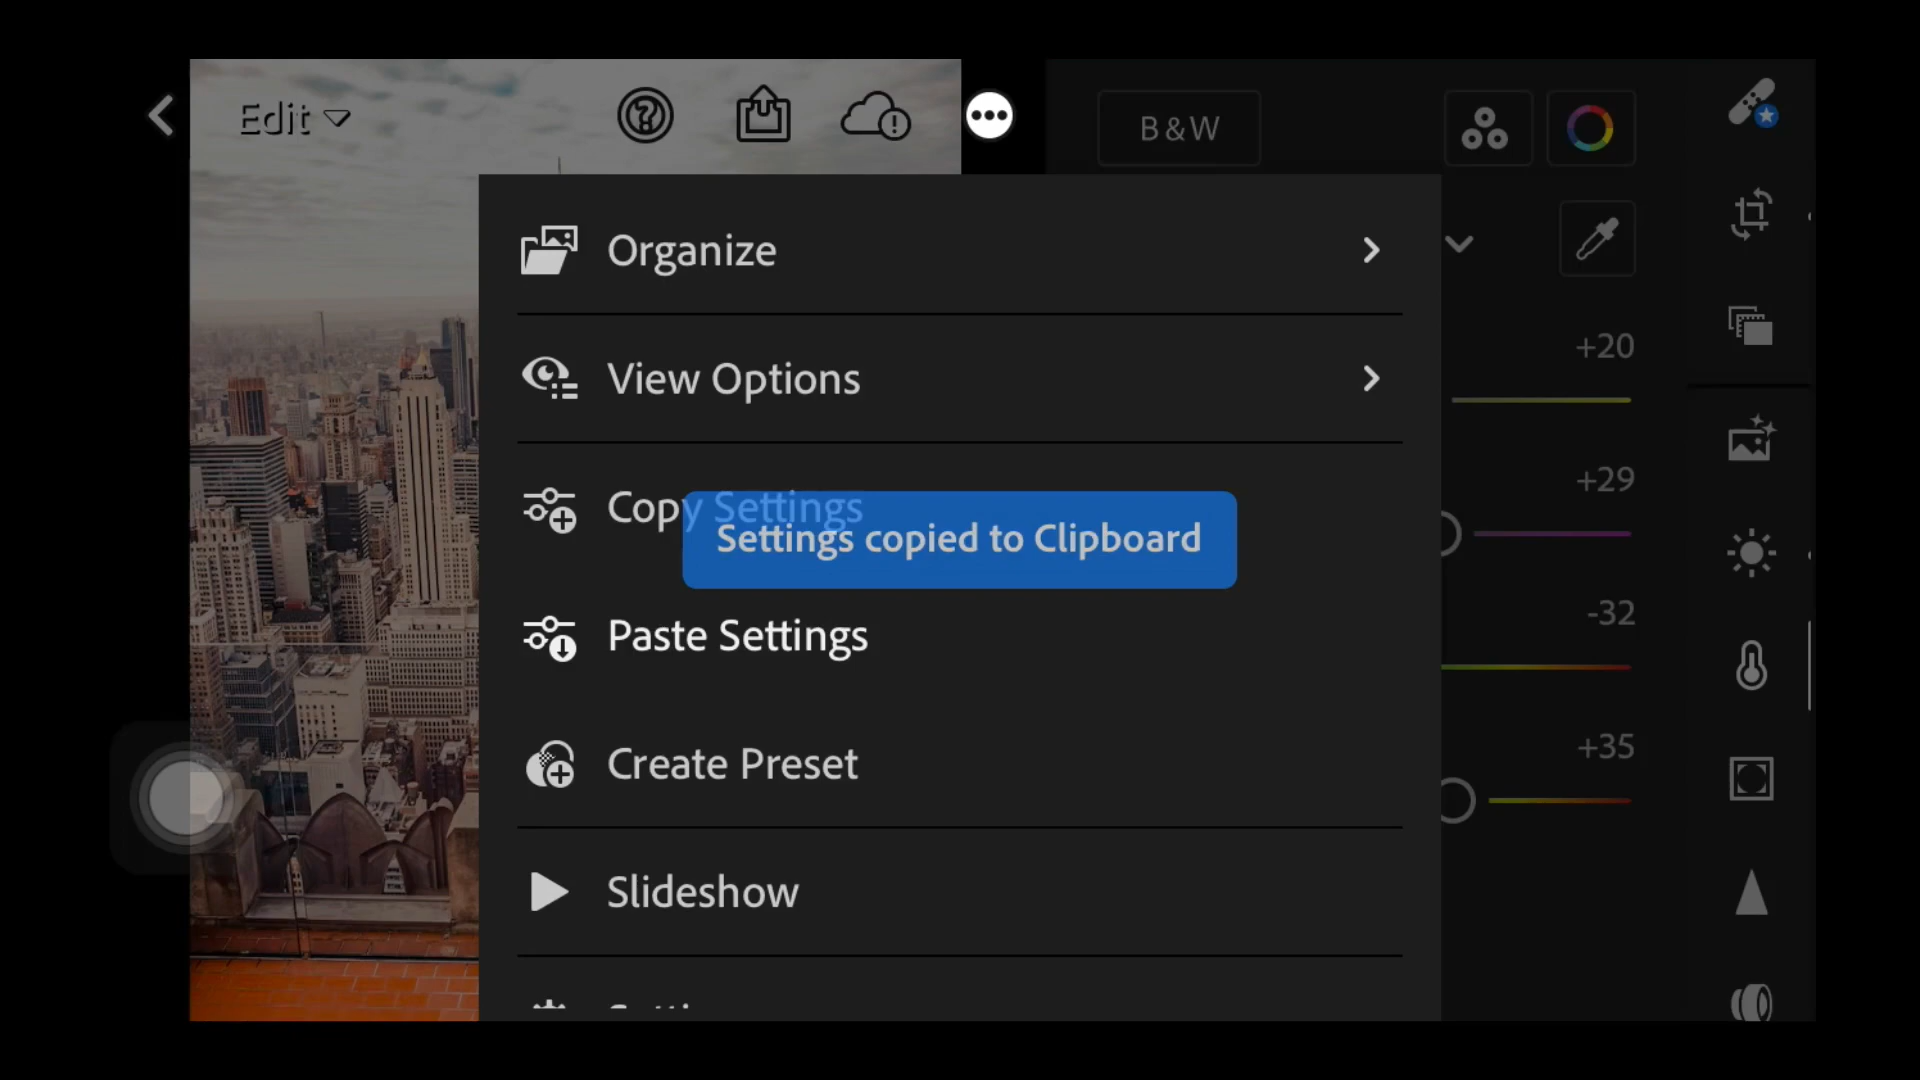 Edit
B&W
Organize
View Options
+20
+29
Copy Settings
Settings copied to Clipboard
-32
Paste Settings
+35
Create Preset
Slideshow